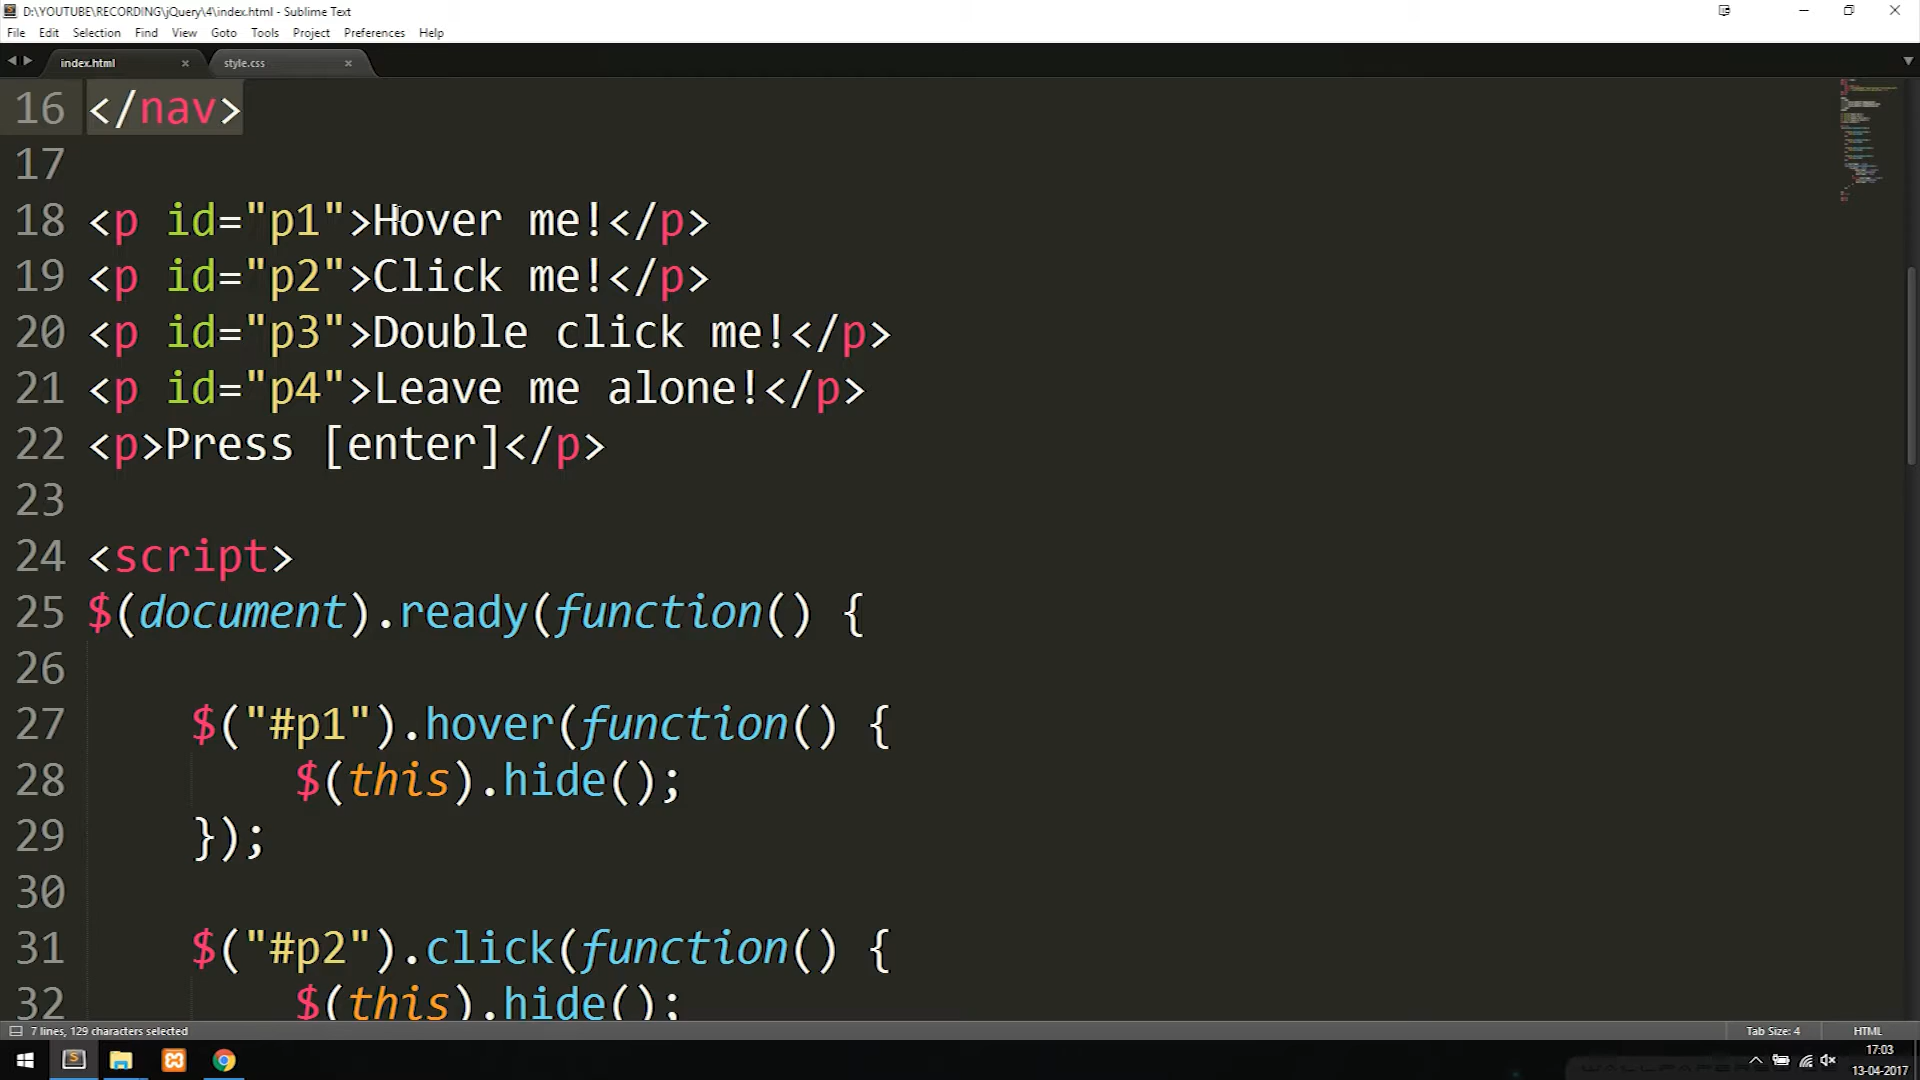 D:\YOUTUBE\RECORDING\jQuery\4\index.html - Sublime Text
File Edit Selection Find View Goto Tools Project Preferences Help
index.html × style.css ×
16 </nav>
17
18 <p id="p1">Hover me!</p>
19 <p id="p2">Click me!</p>
20 <p id="p3">Double click me!</p>
21 <p id="p4">Leave me alone!</p>
22 <p>Press [enter]</p>
23
24 <script>
25 $(document).ready(function() {
26
27 $("#p1").hover(function() {
28 $(this).hide();
29 });
30
31 $("#p2").click(function() {
32 $(this).hide();
7 lines, 129 characters selected Tab Size: 4 HTML
17:03
13-04-2017